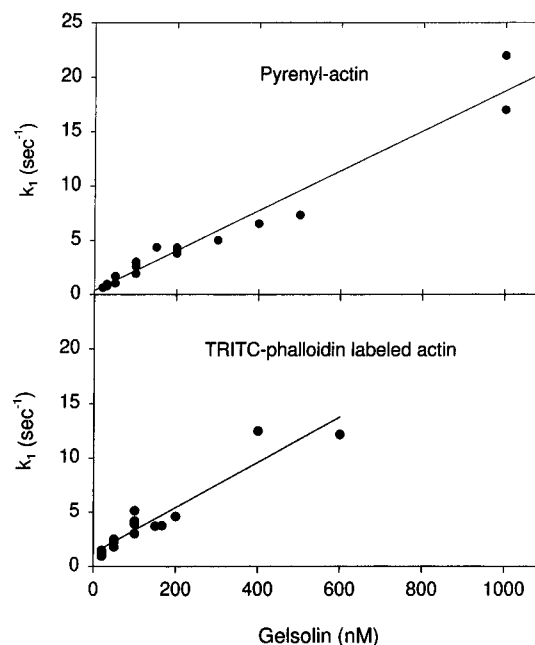 25
20
15
10
5
0
k₁ (sec⁻¹)
Pyrenyl-actin
20
15
10
5
0
k₁ (sec⁻¹)
TRITC-phalloidin labeled actin
0 200 400 600 800 1000
Gelsolin (nM)